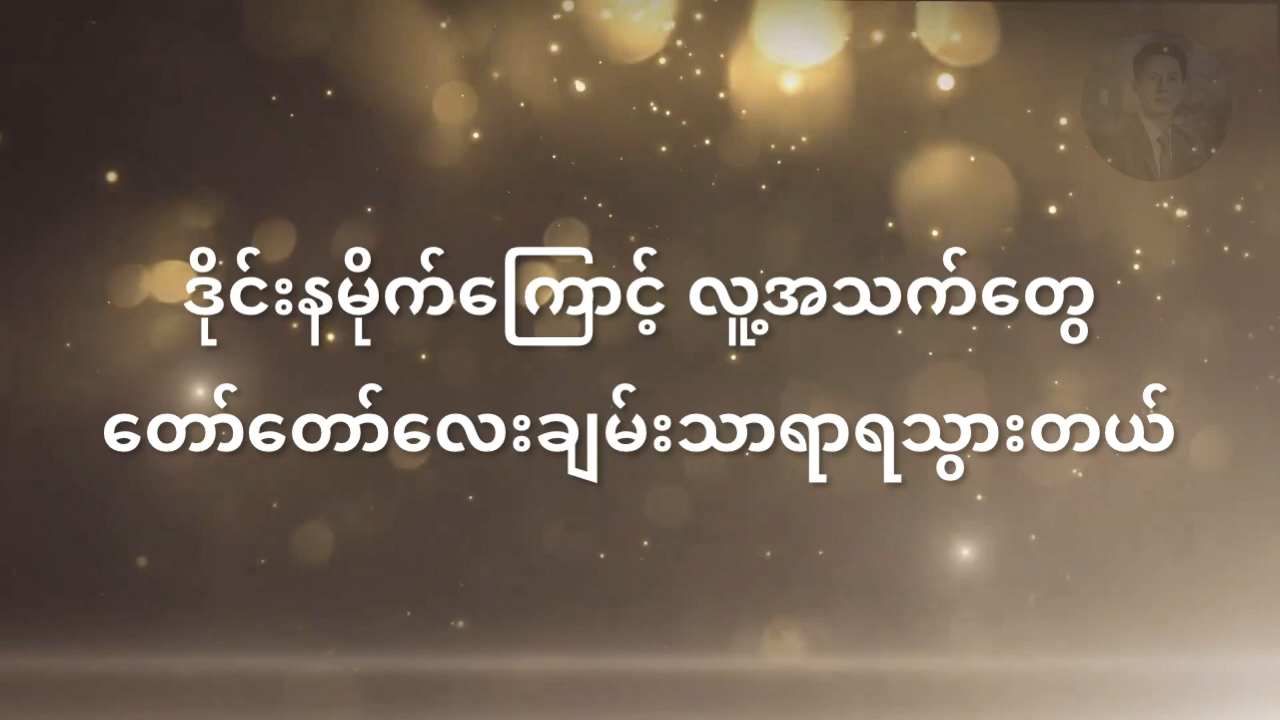 ဒိုင်းနမိုက်ကြောင့် လူ့အသက်တွေ
တော်တော်လေးချမ်းသာရာရသွားတယ်